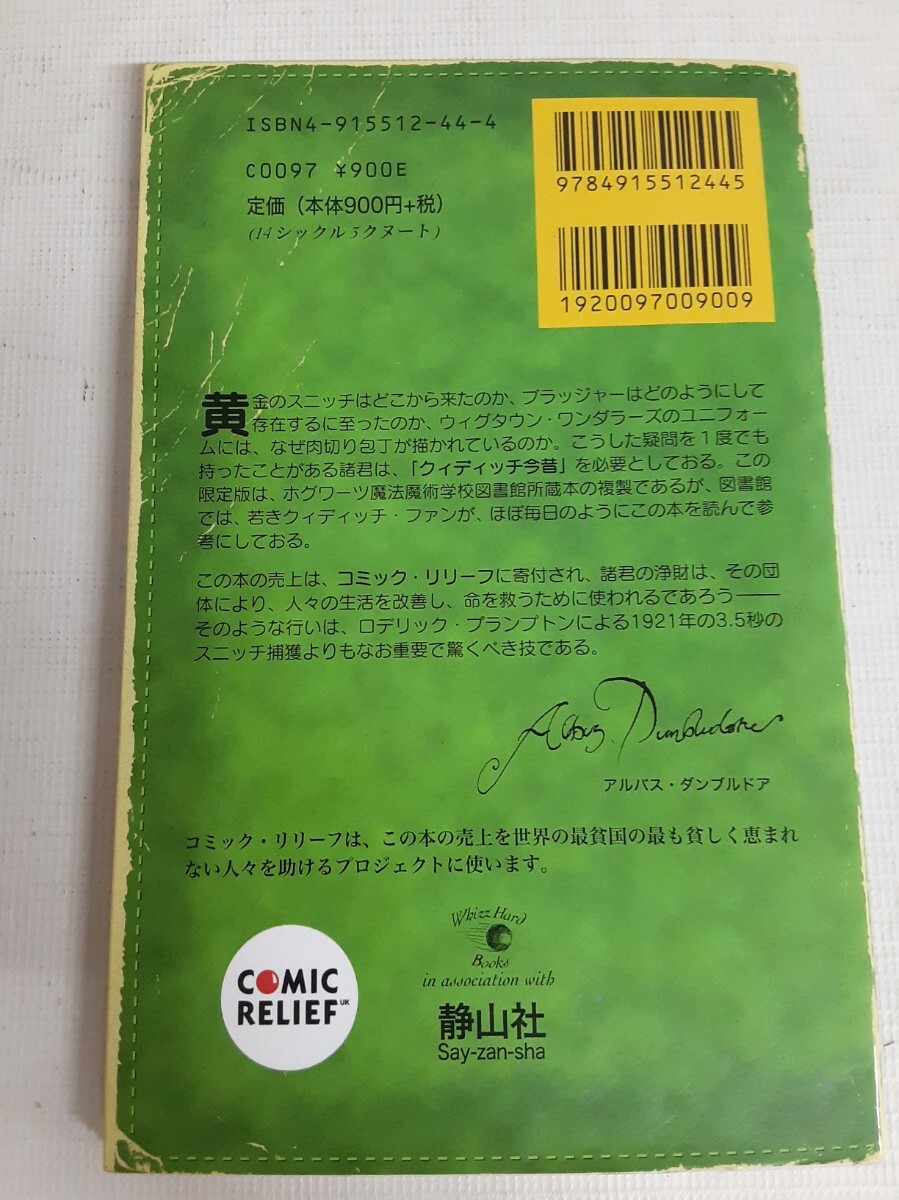 ISBN4-915512-44-4
C0097 ¥900E
定価（本体900円+税）
(14シックル3クヌート)
9784915512445
1920097009009
黄金のスニッチはどこから来たのか、ブラッジャーはどのようにして
存在するに至ったのか、ウィグタウン・ワンダラーズのユニフォー
ムには、なぜ肉切り包丁が描かれているのか。こうした疑問を1度でも
持ったことがある諸君は、「クィディッチ今昔」を必要としておる。この
限定版は、ホグワーツ魔法魔術学校図書館所蔵本の複製であるが、図書館
では、若きクィディッチ・ファンが、ほぼ毎日のようにこの本を読んで参
考にしておる。
この本の売上は、コミック・リリーフに寄付され、諸君の浄財は、その団
体により、人々の生活を改善し、命を救うために使われるであろう——
そのような行いは、ロデリック・プランプトンによる1921年の3.5秒の
スニッチ捕獲よりもなお重要で驚くべき技である。
Albus Dumbledore
アルバス・ダンブルドア
コミック・リリーフは、この本の売上を世界の最貧国の最も貧しく恵まれ
ない人々を助けるプロジェクトに使います。
Whizz Hard
Books
in association with
静山社
Say-zan-sha
COMIC
RELIEF UK